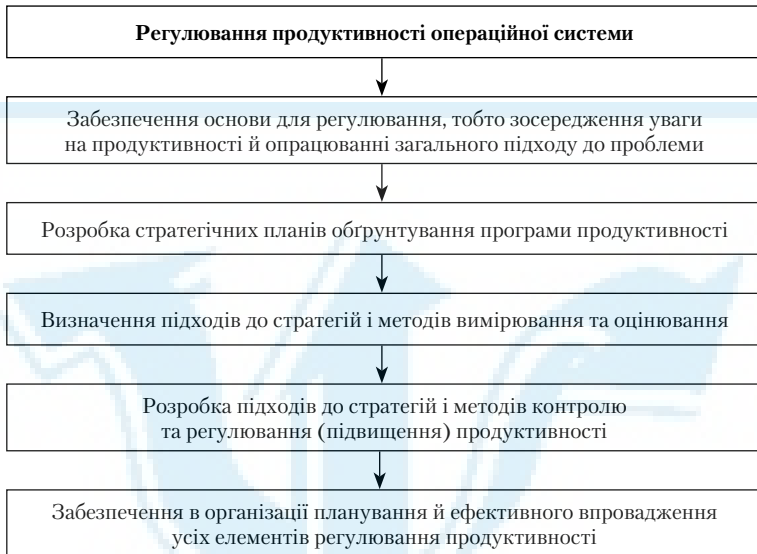 Регулювання продуктивності операційної системи
Забезпечення основи для регулювання, тобто зосередження уваги
на продуктивності й опрацюванні загального підходу до проблеми
Розробка стратегічних планів обґрунтування програми продуктивності
Визначення підходів до стратегій і методів вимірювання та оцінювання
Розробка підходів до стратегій і методів контролю
та регулювання (підвищення) продуктивності
Забезпечення в організації планування й ефективного впровадження
усіх елементів регулювання продуктивності